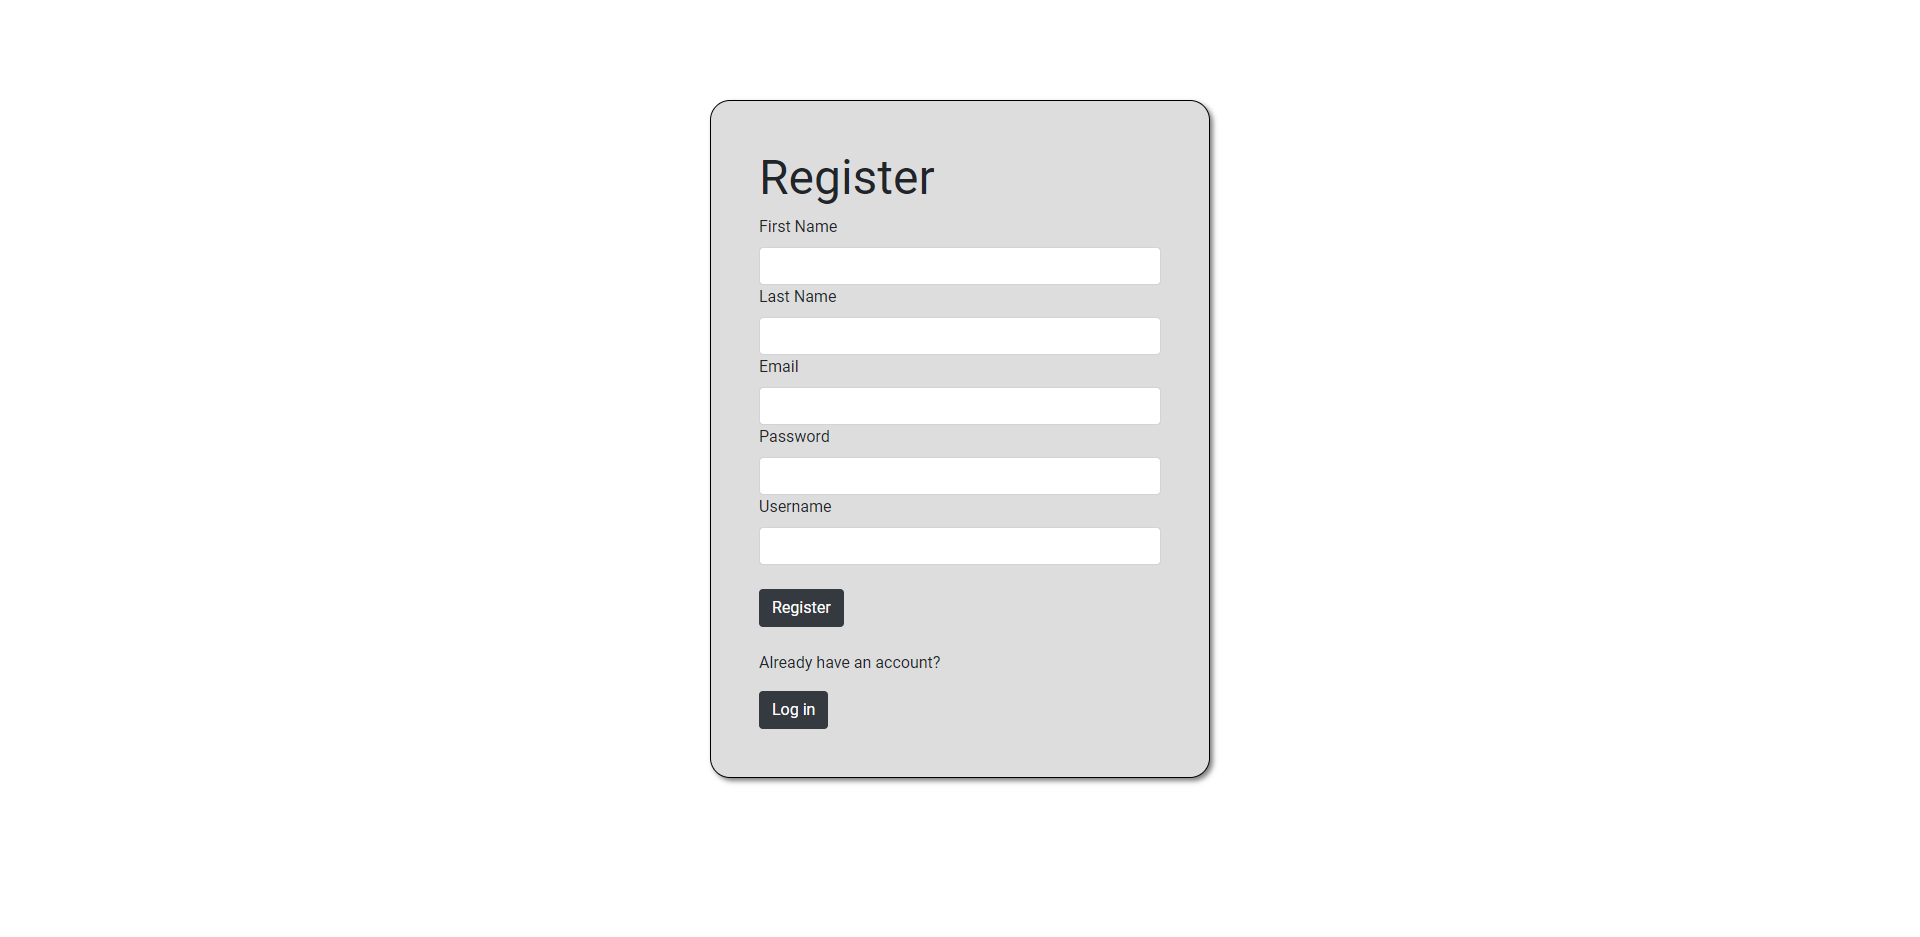 Register
First Name
Last Name
Email
Password
Username
Register
Already have an account?
Log in